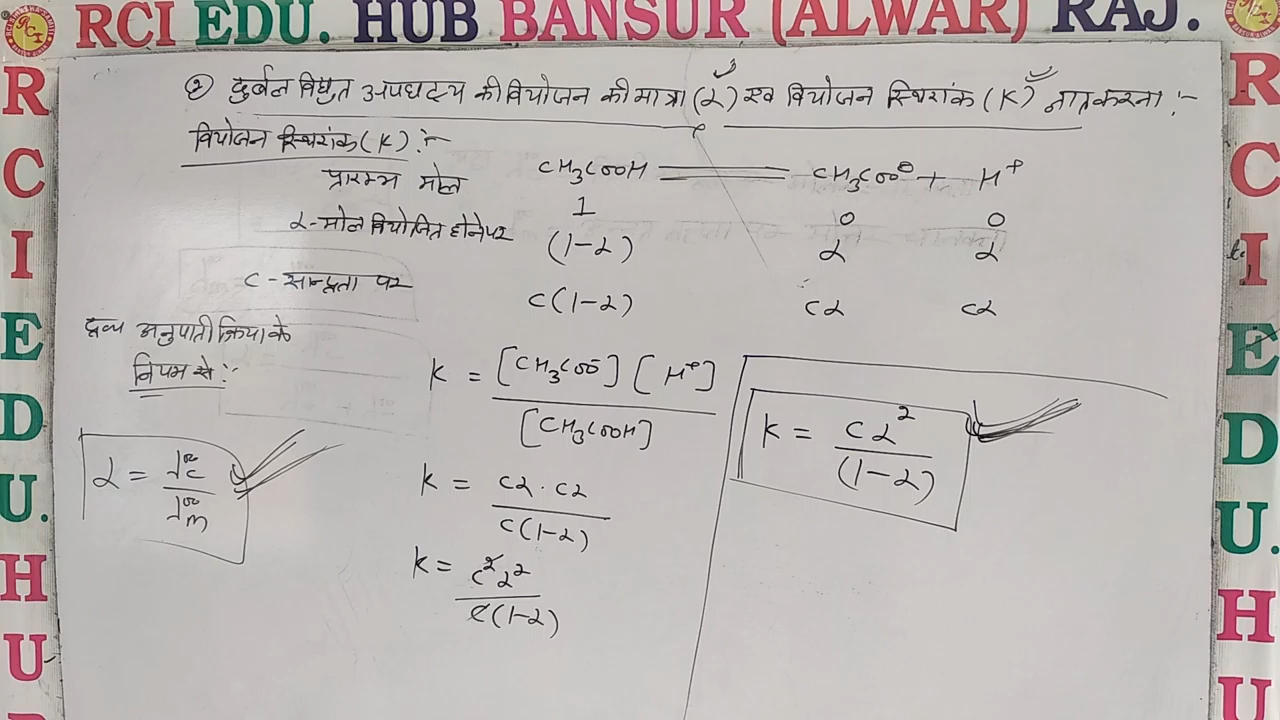 RCI EDU. HUB BANSUR (ALWAR) RAJ.
② दुर्बल विद्युत अपघट्य की वियोजन की मात्रा (α) एवं वियोजन स्थिरांक (K) ज्ञात करना :-
वियोजन स्थिरांक (K) :-
प्रारम्भ मोल CH₃COOH ═ CH₃COO⊖ + H⁺
1 0 0
α-मोल वियोजित होने पर (1-α) α α
C - सान्द्रता पर C(1-α) Cα Cα
द्रव्य अनुपाती क्रिया के
नियम से :-
K = [CH₃COO⁻] [H⁺] / [CH₃COOH]
K = Cα · Cα / C(1-α)
K = C²α² / C(1-α)
K = Cα² / (1-α)
R C I E D U. H U
R C I E D U. H U